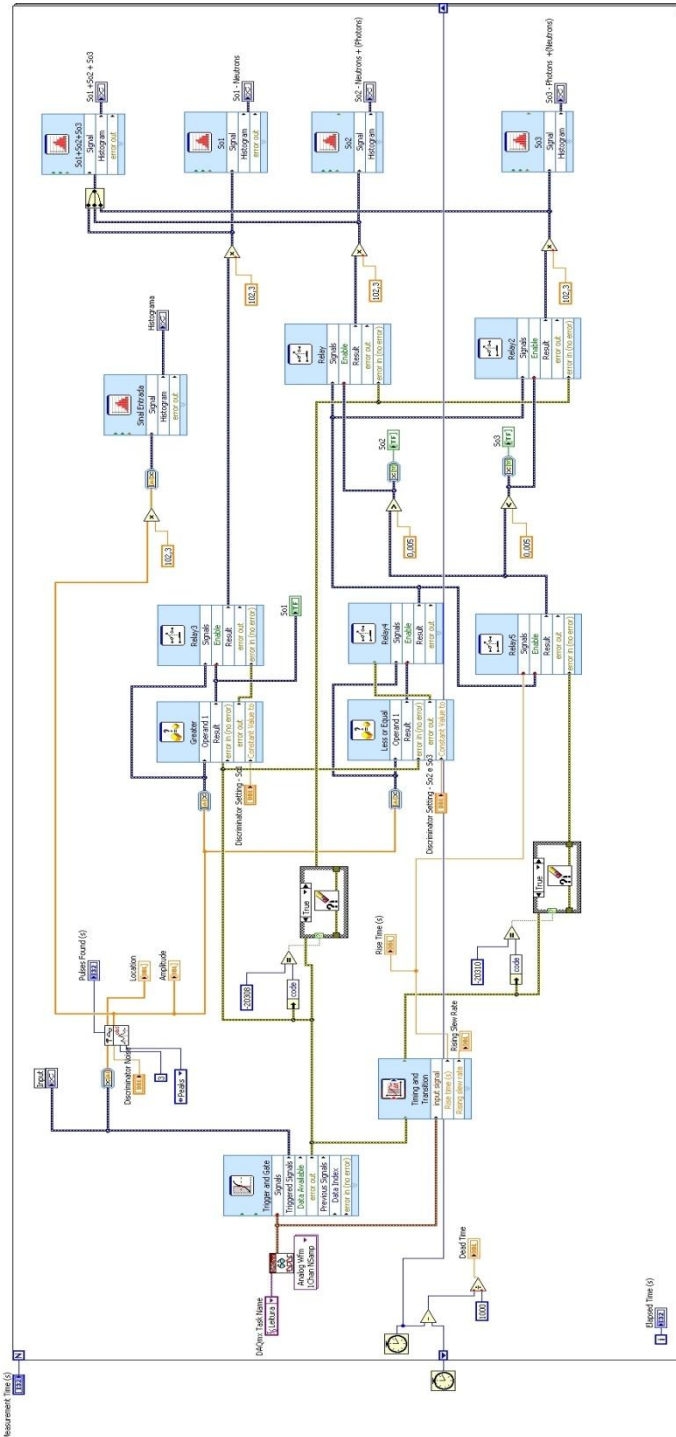 Measurement Time (s)
N
Input
Pulses Found (s)
Location
Amplitude
Discriminator Noise
3
Peaks
102,3
Sinal Entrada
Signal
Histogram
error out
Histograma
So1+So2+So3
Signal
Histogram
error out
So1 +So2 + So3
Greater
Operand 1
Result
error in (no error)
error out
Constant Value to
Discriminator Setting - So1
Relay3
Signals
Enable
Result
error out
error in (no error)
So1
102,3
So1
Signal
Histogram
error out
So1 - Neutrons
DAQmx Task Name
Leitura
Analog Wfm
1Chan NSamp
Trigger and Gate
Signals
Triggered Signals
Data Available
error out
Previous Signals
Data Index
error in (no error)
-20308
code
True
Less or Equal
Operand 1
Result
error in (no error)
error out
Constant Value to
Discriminator Setting - So2 e So3
Relay4
Signals
Enable
Result
error out
Relay
Signals
Enable
Result
error out
error in (no error)
So2
0,005
102,3
So2
Signal
Histogram
error out
So2 - Neutrons + (Photons)
Timing and
Transition
input signal
Rise time (s)
Rising slew rate
Rising Slew Rate
Rise Time (s)
-20310
code
True
Relay5
Signals
Enable
Result
error out
error in (no error)
So3
0,005
Relay2
Signals
Enable
Result
error out
error in (no error)
102,3
So3
Signal
Histogram
error out
So3 - Photons +(Neutrons)
1000
Dead Time
i
Elapsed Time (s)